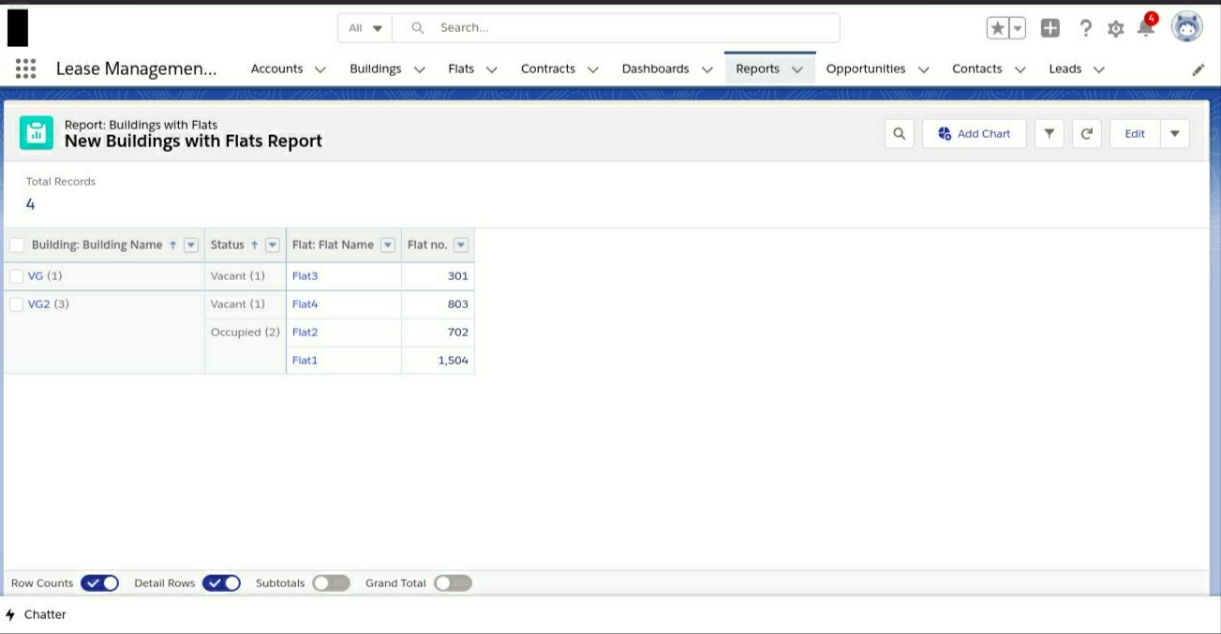 All Search...
4
Lease Managemen... Accounts Buildings Flats Contracts Dashboards Reports Opportunities Contacts Leads
Report: Buildings with Flats
New Buildings with Flats Report
Add Chart Edit
Total Records
4
Building: Building Name ↑ Status ↑ Flat: Flat Name Flat no.
VG (1) Vacant (1) Flat3 301
VG2 (3) Vacant (1) Flat4 803
Occupied (2) Flat2 702
Flat1 1,504
Row Counts Detail Rows Subtotals Grand Total
Chatter